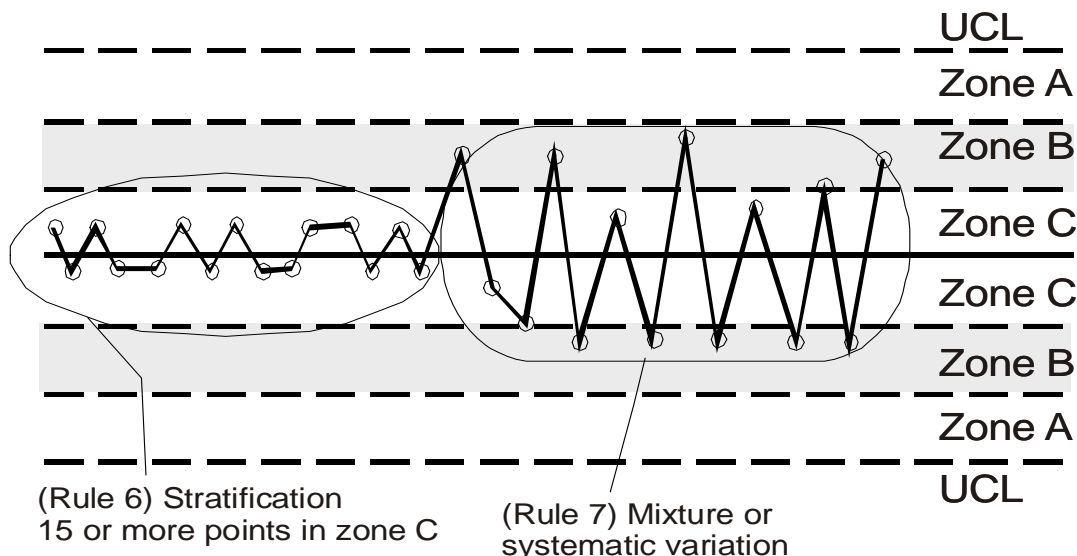 UCL
Zone A
Zone B
Zone C
Zone C
Zone B
Zone A
UCL
(Rule 6) Stratification
15 or more points in zone C
(Rule 7) Mixture or
systematic variation